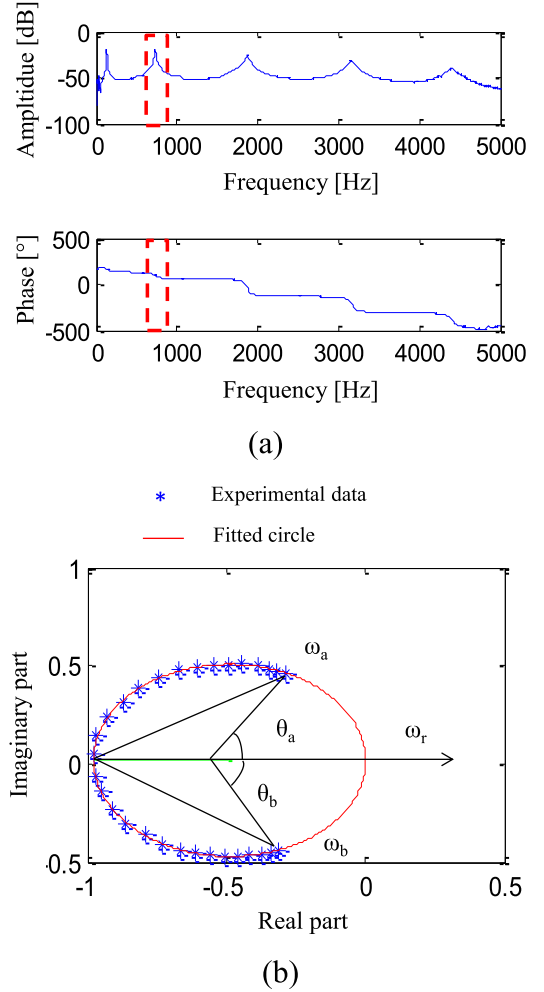 Ampltidue [dB]
0
-50
-100
0 1000 2000 3000 4000 5000
Frequency [Hz]
Phase [°]
500
0
-500
0 1000 2000 3000 4000 5000
Frequency [Hz]
(a)
Experimental data
Fitted circle
Imaginary part
1
0.5
0
-0.5
-1 -0.5 0 0.5
ωa
θa
ωr
θb
ωb
Real part
(b)